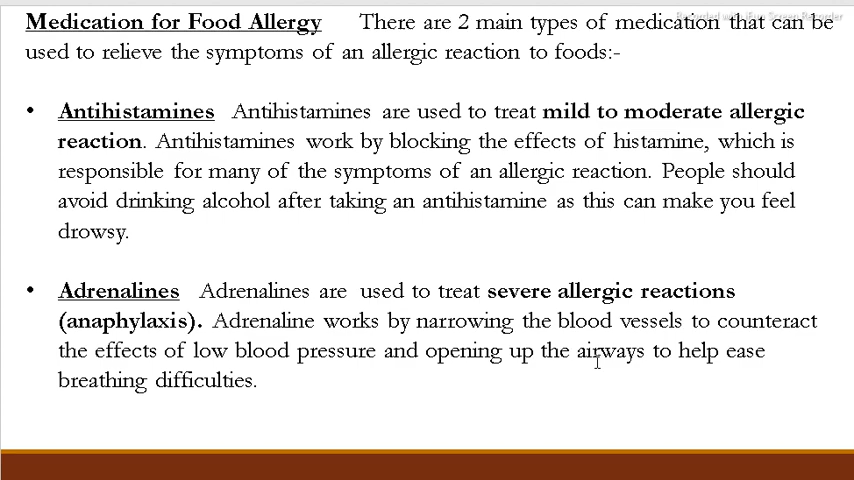 Recorded with iFun Screen Recorder
Medication for Food Allergy There are 2 main types of medication that can be
used to relieve the symptoms of an allergic reaction to foods:-
• Antihistamines Antihistamines are used to treat mild to moderate allergic
reaction. Antihistamines work by blocking the effects of histamine, which is
responsible for many of the symptoms of an allergic reaction. People should
avoid drinking alcohol after taking an antihistamine as this can make you feel
drowsy.
• Adrenalines Adrenalines are used to treat severe allergic reactions
(anaphylaxis). Adrenaline works by narrowing the blood vessels to counteract
the effects of low blood pressure and opening up the airways to help ease
breathing difficulties.